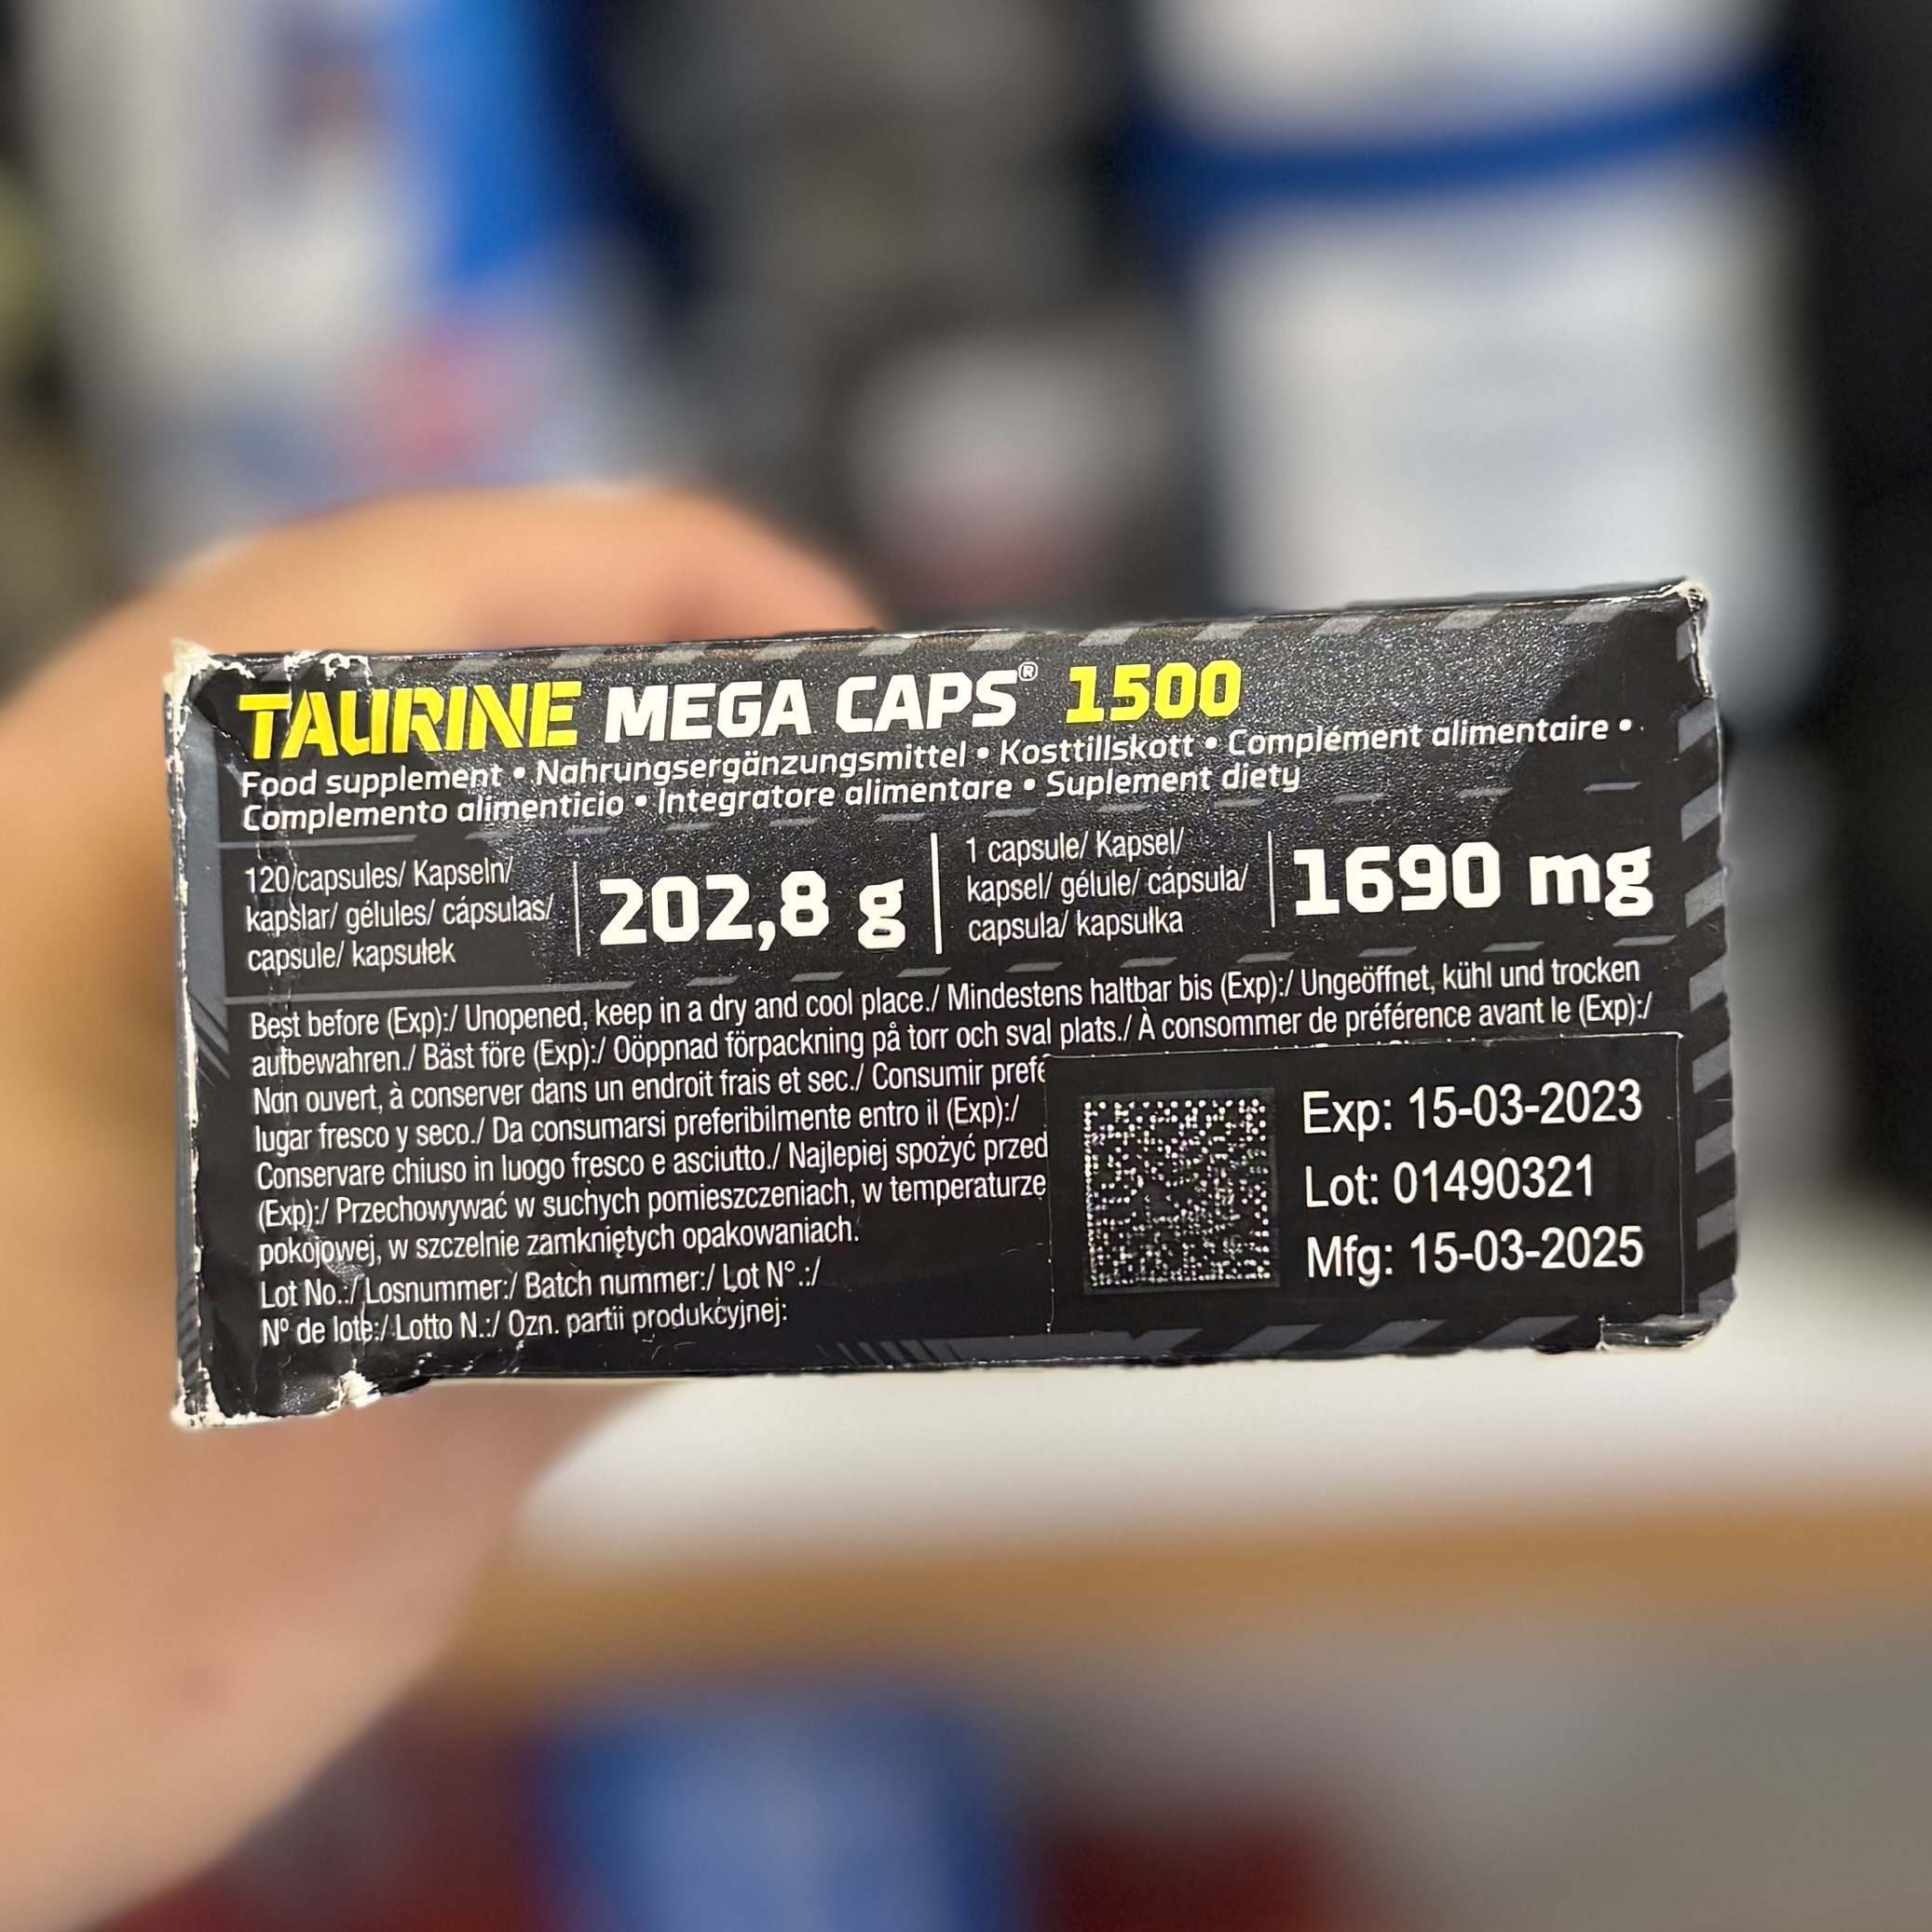 TAURINE MEGA CAPS® 1500
Food supplement • Nahrungsergänzungsmittel • Kosttillskott • Complément alimentaire •
Complemento alimenticio • Integratore alimentare • Suplement diety
120/capsules/ Kapseln/
kapslar/ gélules/ cápsulas/
capsule/ kapsułek
202,8 g
1 capsule/ Kapsel/
kapsel/ gélule/ cápsula/
capsula/ kapsułka
1690 mg
Best before (Exp):/ Unopened, keep in a dry and cool place./ Mindestens haltbar bis (Exp):/ Ungeöffnet, kühl und trocken
aufbewahren./ Bäst före (Exp):/ Oöppnad förpackning på torr och sval plats./ À consommer de préférence avant le (Exp):/
Non ouvert, à conserver dans un endroit frais et sec./ Consumir
lugar fresco y seco./ Da consumarsi preferibilmente entro il (Exp):/
Conservare chiuso in luogo fresco e asciutto./ Najlepiej spożyć przed
(Exp):/ Przechowywać w suchych pomieszczeniach, w temperaturze
pokojowej, w szczelnie zamkniętych opakowaniach.
Lot No.:/ Losnummer:/ Batch nummer:/ Lot N°.:/
Nº de lote:/ Lotto N.:/ Ozn. partii produkcyjnej:
Exp: 15-03-2023
Lot: 01490321
Mfg: 15-03-2025